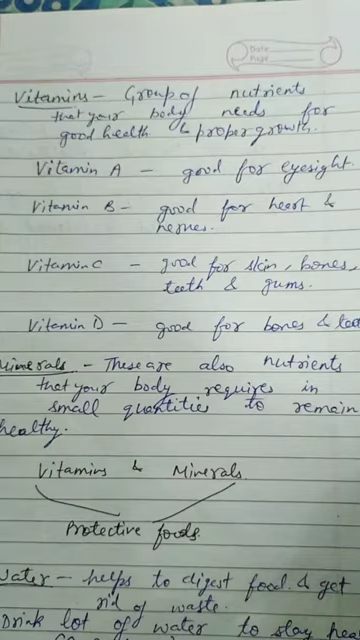 Date
Page
Vitamins - Group of nutrients
that your body needs for
good health & proper growth.
Vitamin A - good for eyesight.
Vitamin B - good for heart &
nerves.
Vitamin C - good for skin, bones,
teeth & gums.
Vitamin D - good for bones &
Minerals - These are also nutrients
that your body requires in
small quantities to remain
healthy.
Vitamins & Minerals.
Protective foods.
Water - helps to digest food & get
rid of waste.
Drink lot of water to stay